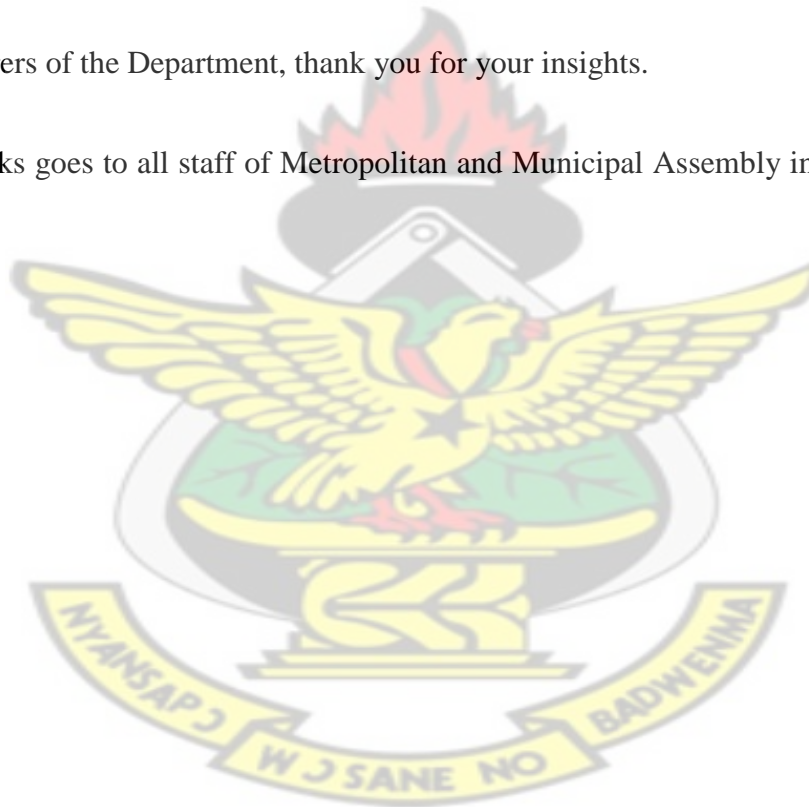 ers of the Department, thank you for your insights.
ks goes to all staff of Metropolitan and Municipal Assembly in
NYANSAPƆ WƆSANE NO BADWENMA